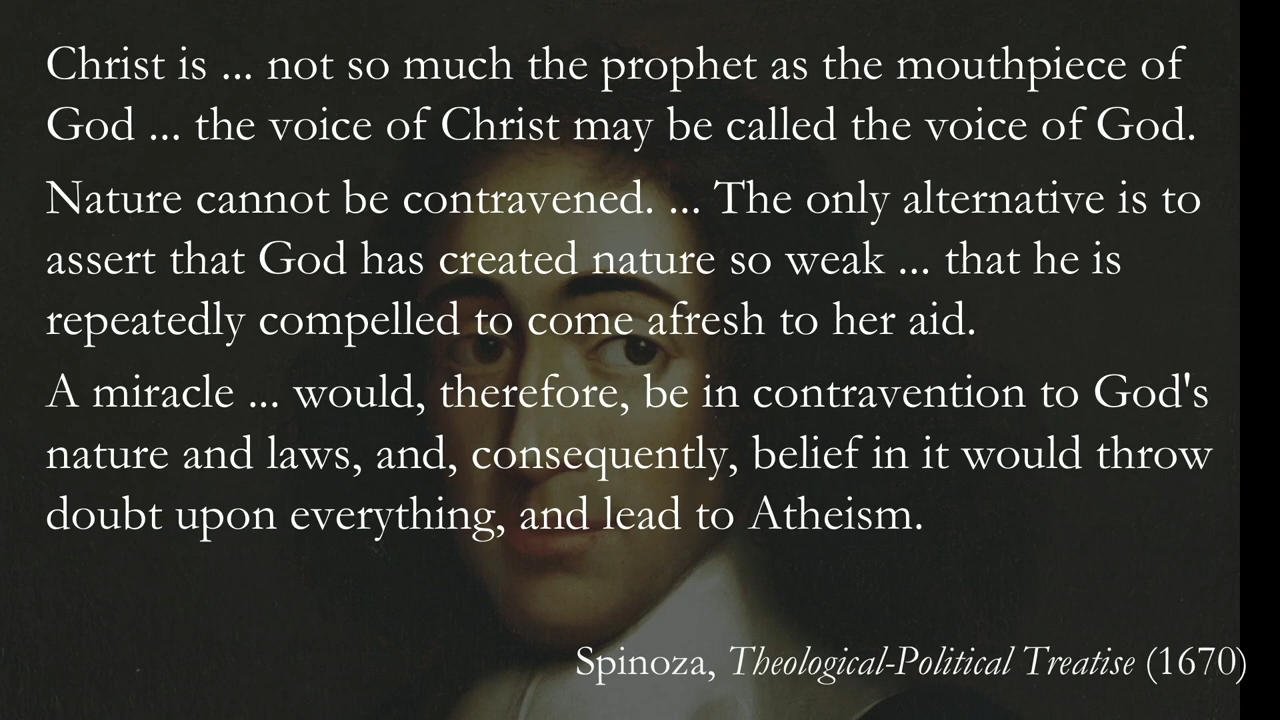 Christ is ... not so much the prophet as the mouthpiece of
God ... the voice of Christ may be called the voice of God.
Nature cannot be contravened. ... The only alternative is to
assert that God has created nature so weak ... that he is
repeatedly compelled to come afresh to her aid.
A miracle ... would, therefore, be in contravention to God's
nature and laws, and, consequently, belief in it would throw
doubt upon everything, and lead to Atheism.
Spinoza, Theological-Political Treatise (1670)